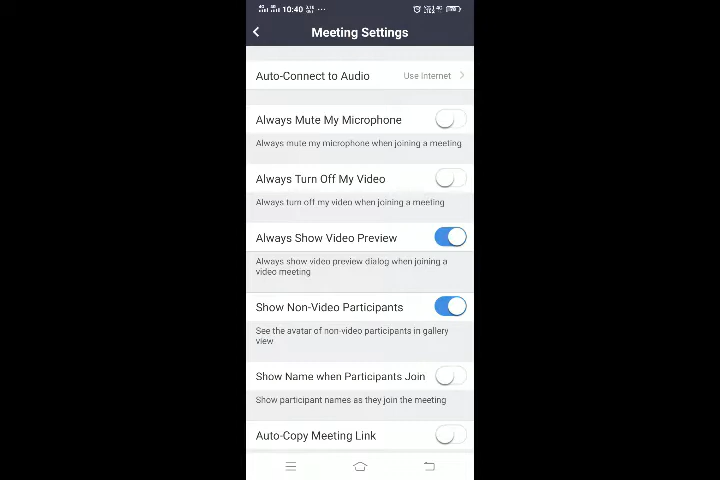 10:40
Meeting Settings
Auto-Connect to Audio Use Internet
Always Mute My Microphone
Always mute my microphone when joining a meeting
Always Turn Off My Video
Always turn off my video when joining a meeting
Always Show Video Preview
Always show video preview dialog when joining a
video meeting
Show Non-Video Participants
See the avatar of non-video participants in gallery
view
Show Name when Participants Join
Show participant names as they join the meeting
Auto-Copy Meeting Link